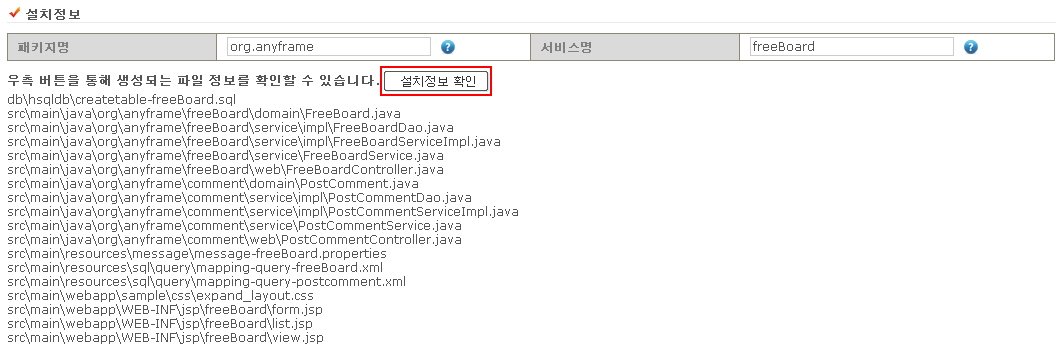 설치정보
패키지명 org.anyframe ? 서비스명 freeBoard ?
우측 버튼을 통해 생성되는 파일 정보를 확인할 수 있습니다. 설치정보 확인
db\hsqldb\createtable-freeBoard.sql
src\main\java\org\anyframe\freeBoard\domain\FreeBoard.java
src\main\java\org\anyframe\freeBoard\service\impl\FreeBoardDao.java
src\main\java\org\anyframe\freeBoard\service\impl\FreeBoardServiceImpl.java
src\main\java\org\anyframe\freeBoard\service\FreeBoardService.java
src\main\java\org\anyframe\freeBoard\web\FreeBoardController.java
src\main\java\org\anyframe\comment\domain\PostComment.java
src\main\java\org\anyframe\comment\service\impl\PostCommentDao.java
src\main\java\org\anyframe\comment\service\impl\PostCommentServiceImpl.java
src\main\java\org\anyframe\comment\service\PostCommentService.java
src\main\java\org\anyframe\comment\web\PostCommentController.java
src\main\resources\message\message-freeBoard.properties
src\main\resources\sql\query\mapping-query-freeBoard.xml
src\main\resources\sql\query\mapping-query-postcomment.xml
src\main\webapp\sample\css\expand_layout.css
src\main\webapp\WEB-INF\jsp\freeBoard\form.jsp
src\main\webapp\WEB-INF\jsp\freeBoard\list.jsp
src\main\webapp\WEB-INF\jsp\freeBoard\view.jsp